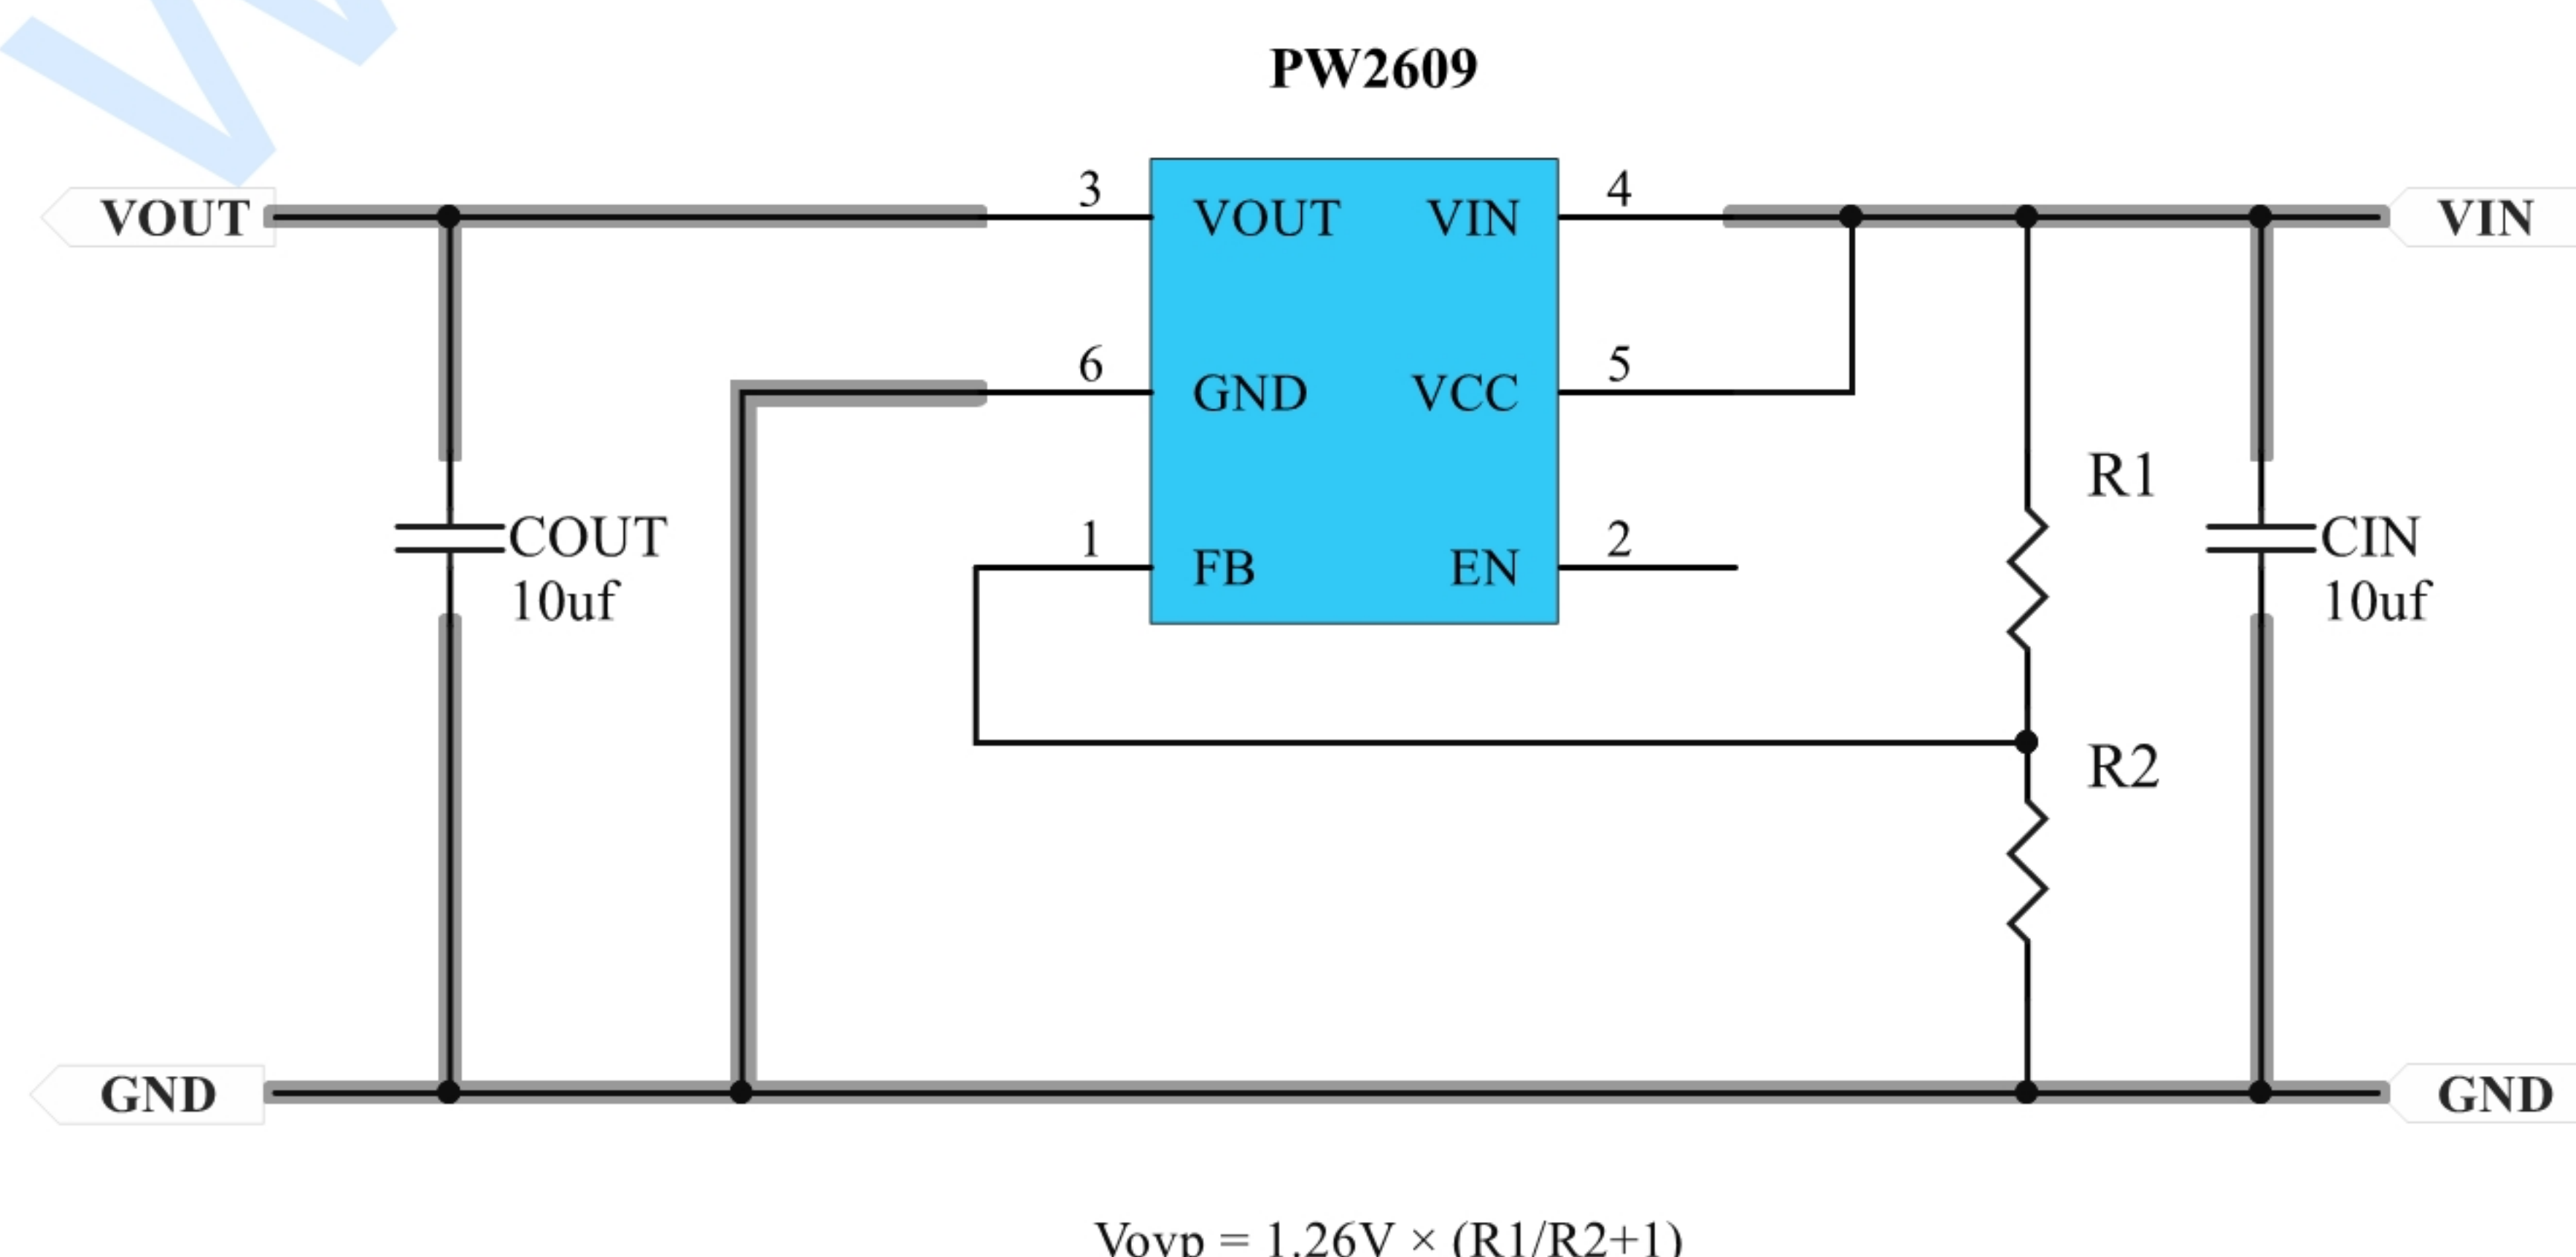 PW2609
VOUT
3
VOUT
VIN
4
VIN
6
GND
VCC
5
1
FB
EN
2
R1
COUT
10uf
CIN
10uf
R2
GND
GND
Vovp = 1.26V × (R1/R2+1)